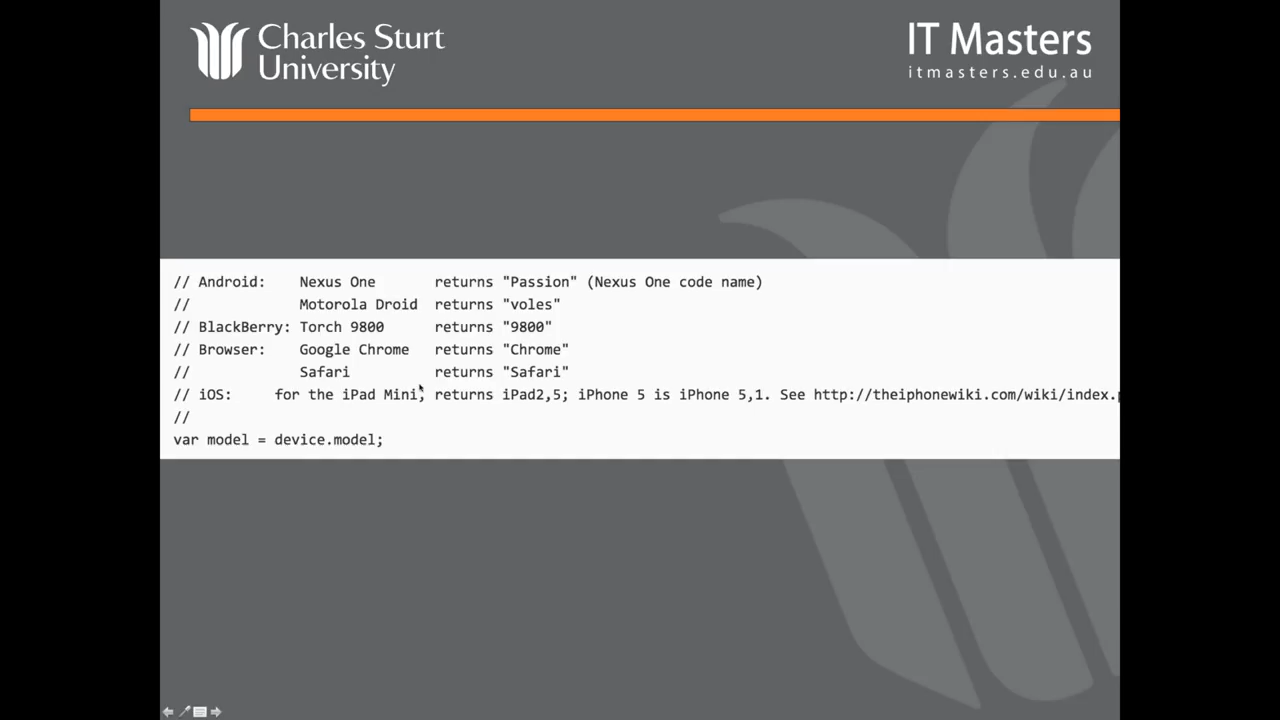 Charles Sturt
University
IT Masters
itmasters.edu.au
// Android: Nexus One returns "Passion" (Nexus One code name)
// Motorola Droid returns "voles"
// BlackBerry: Torch 9800 returns "9800"
// Browser: Google Chrome returns "Chrome"
// Safari returns "Safari"
// iOS: for the iPad Mini, returns iPad2,5; iPhone 5 is iPhone 5,1. See http://theiphonewiki.com/wiki/index.p
//
var model = device.model;